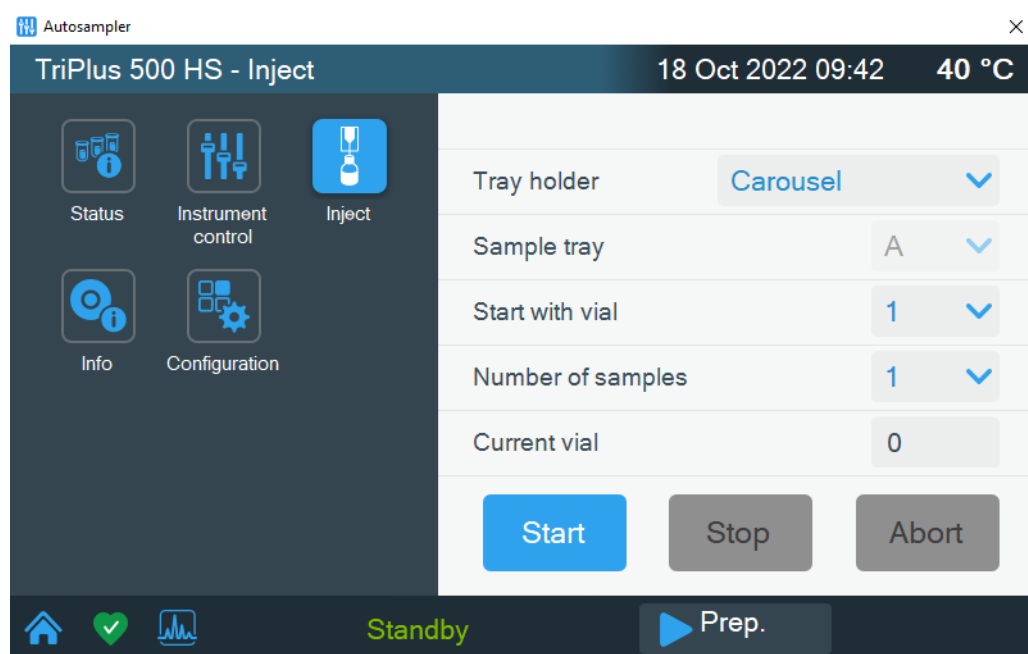 Autosampler
TriPlus 500 HS - Inject
18 Oct 2022 09:42
40 °C
Status
Instrument
control
Inject
Info
Configuration
Tray holder Carousel
Sample tray A
Start with vial 1
Number of samples 1
Current vial 0
Start Stop Abort
Standby
Prep.